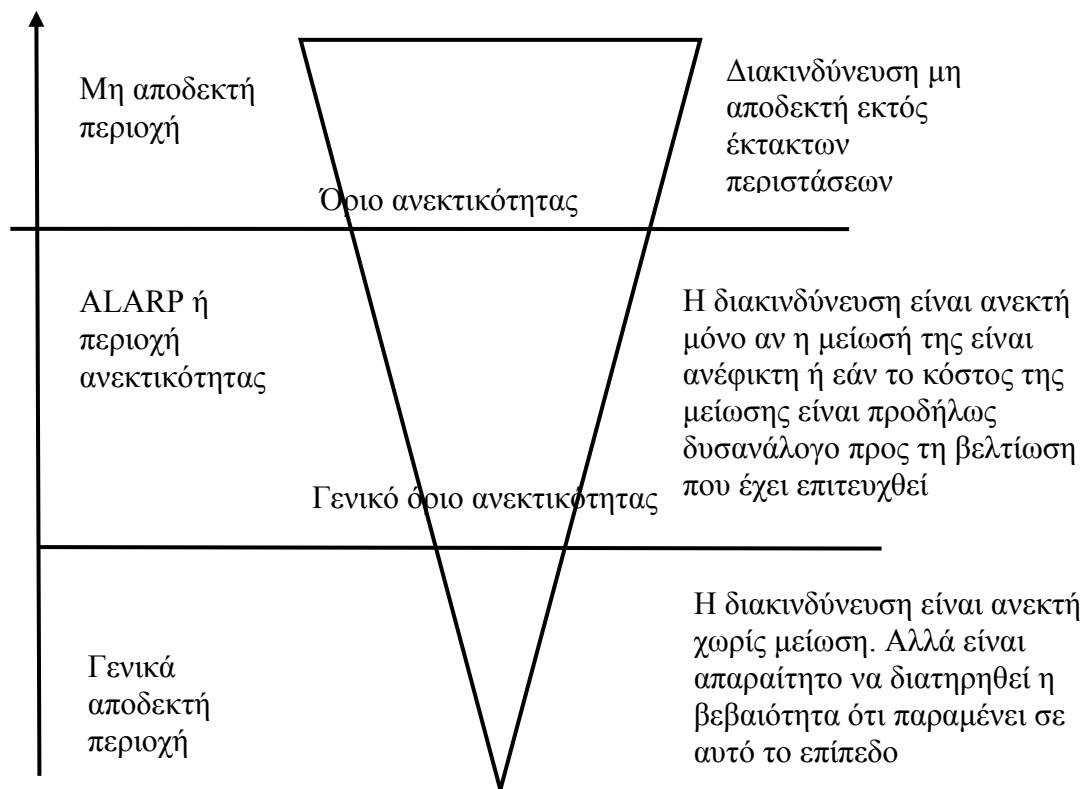 Μη αποδεκτή
περιοχή
Διακινδύνευση μη
αποδεκτή εκτός
έκτακτων
περιστάσεων
Όριο ανεκτικότητας
ALARP ή
περιοχή
ανεκτικότητας
Η διακινδύνευση είναι ανεκτή
μόνο αν η μείωσή της είναι
ανέφικτη ή εάν το κόστος της
μείωσης είναι προδήλως
δυσανάλογο προς τη βελτίωση
που έχει επιτευχθεί
Γενικό όριο ανεκτικότητας
Γενικά
αποδεκτή
περιοχή
Η διακινδύνευση είναι ανεκτή
χωρίς μείωση. Αλλά είναι
απαραίτητο να διατηρηθεί η
βεβαιότητα ότι παραμένει σε
αυτό το επίπεδο